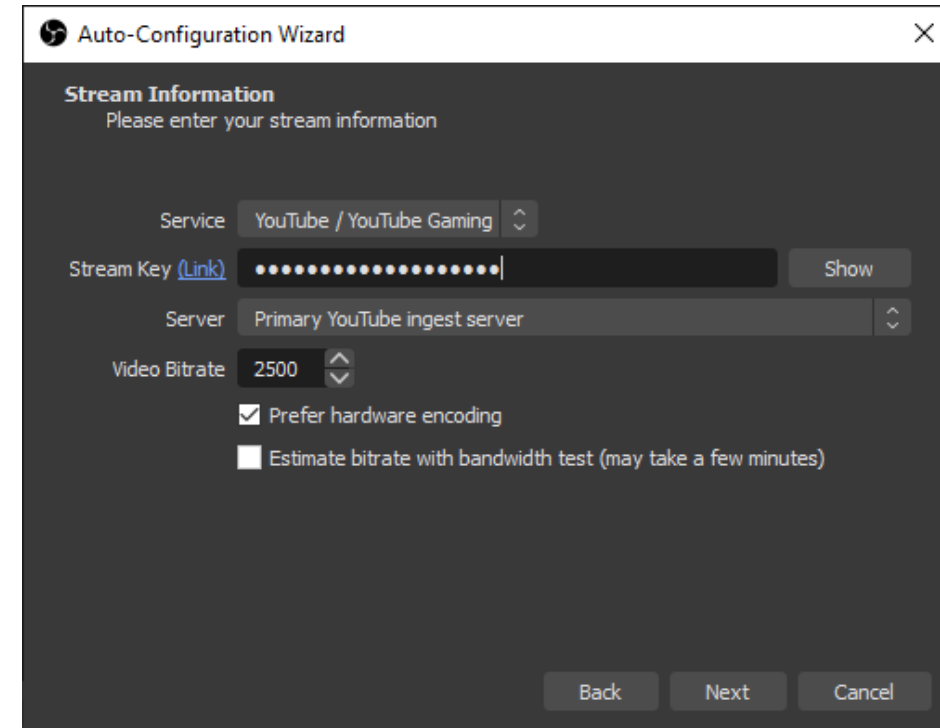 Auto-Configuration Wizard
Stream Information
Please enter your stream information
Service YouTube / YouTube Gaming
Stream Key (Link) ●●●●●●●●●●●●●●●●●●● Show
Server Primary YouTube ingest server
Video Bitrate 2500
Prefer hardware encoding
Estimate bitrate with bandwidth test (may take a few minutes)
Back Next Cancel